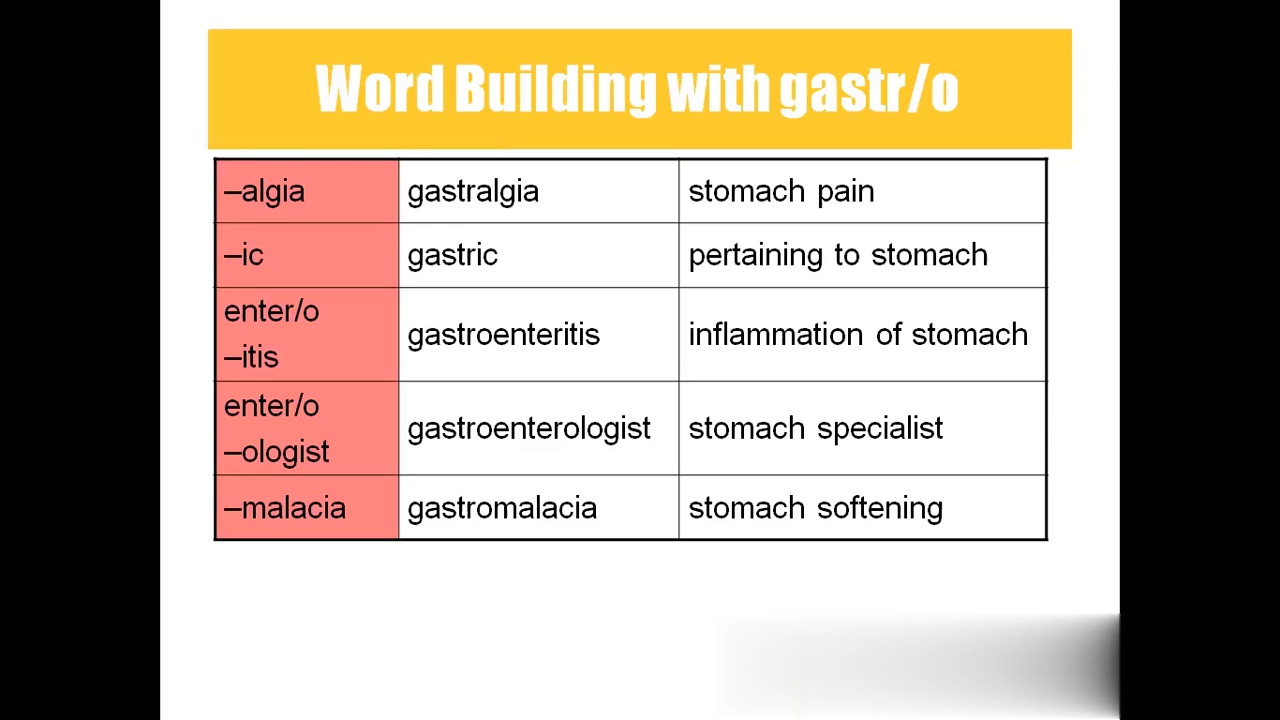 Word Building with gastr/o
–algia gastralgia stomach pain
–ic gastric pertaining to stomach
enter/o
–itis gastroenteritis inflammation of stomach
enter/o
–ologist gastroenterologist stomach specialist
–malacia gastromalacia stomach softening